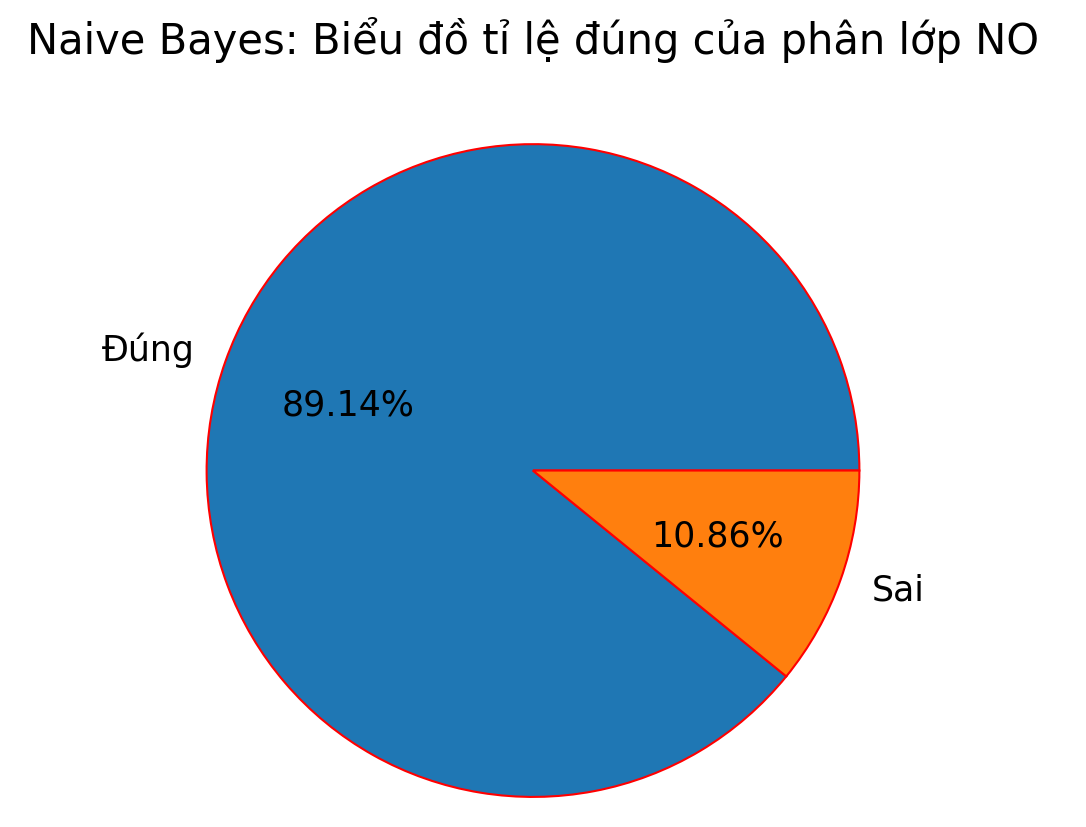 Naive Bayes: Biểu đồ tỉ lệ đúng của phân lớp NO
Đúng
89.14%
10.86%
Sai